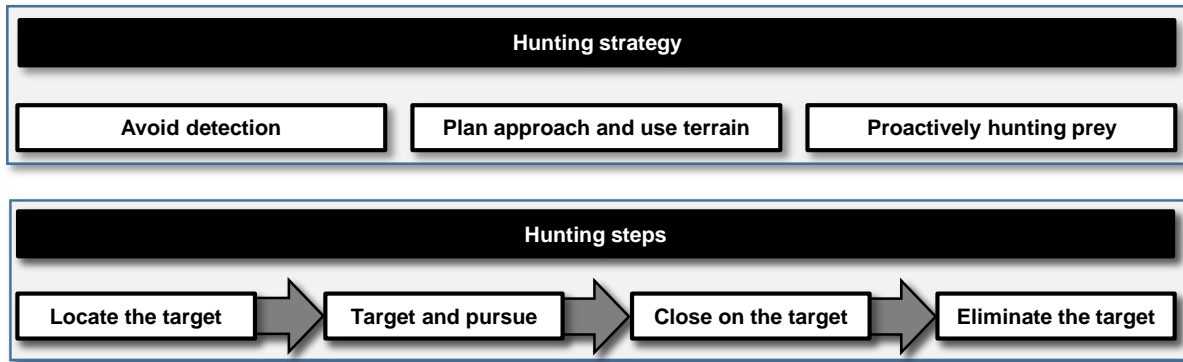 Hunting strategy
Avoid detection
Plan approach and use terrain
Proactively hunting prey
Hunting steps
Locate the target
Target and pursue
Close on the target
Eliminate the target